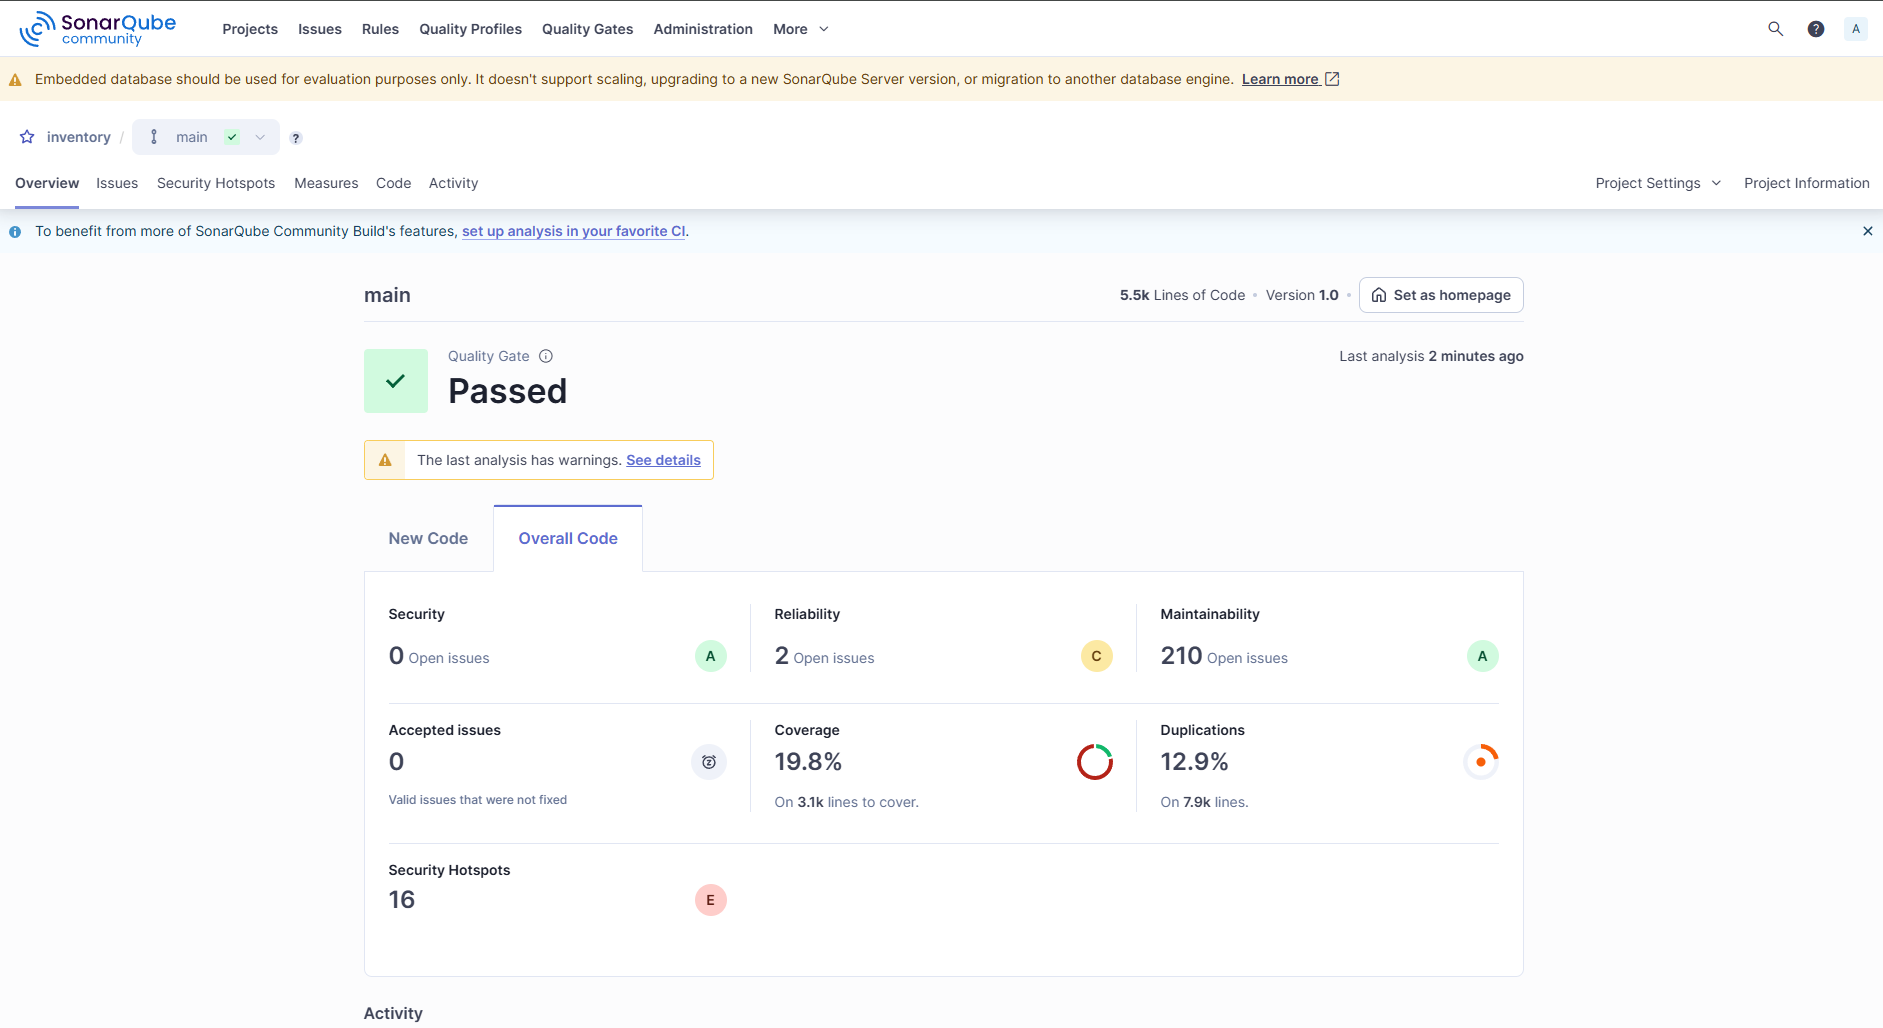 SonarQube
community
Projects Issues Rules Quality Profiles Quality Gates Administration More
? A
Embedded database should be used for evaluation purposes only. It doesn't support scaling, upgrading to a new SonarQube Server version, or migration to another database engine. Learn more
inventory / main ?
Overview Issues Security Hotspots Measures Code Activity Project Settings Project Information
To benefit from more of SonarQube Community Build's features, set up analysis in your favorite CI.
main 5.5k Lines of Code • Version 1.0 • Set as homepage
Quality Gate Last analysis 2 minutes ago
Passed
The last analysis has warnings. See details
New Code Overall Code
Security Reliability Maintainability
0 Open issues A 2 Open issues C 210 Open issues A
Accepted issues Coverage Duplications
0 19.8% 12.9%
Valid issues that were not fixed On 3.1k lines to cover. On 7.9k lines.
Security Hotspots
16 E
Activity